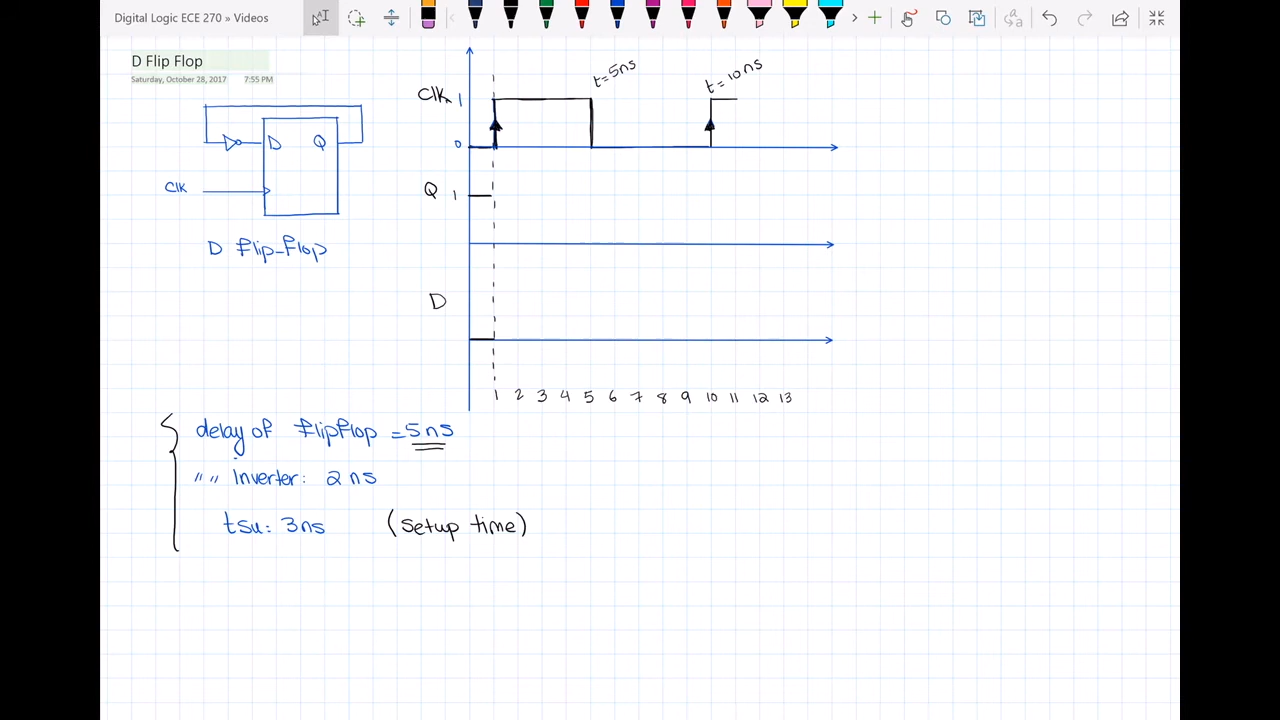 Digital Logic ECE 270 » Videos
D Flip Flop
Saturday, October 28, 2017 7:55 PM
D Q
Clk
D flip-flop
Clk 1
0
t=5ns
t=10ns
Q 1
D
1 2 3 4 5 6 7 8 9 10 11 12 13
delay of flipflop = 5ns
"" Inverter: 2ns
tsu: 3ns (setup time)